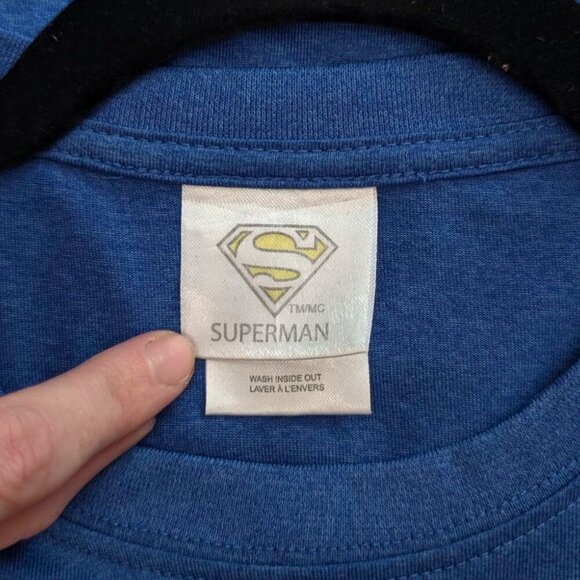 S
TM/MC
SUPERMAN
WASH INSIDE OUT
LAVER À L'ENVERS